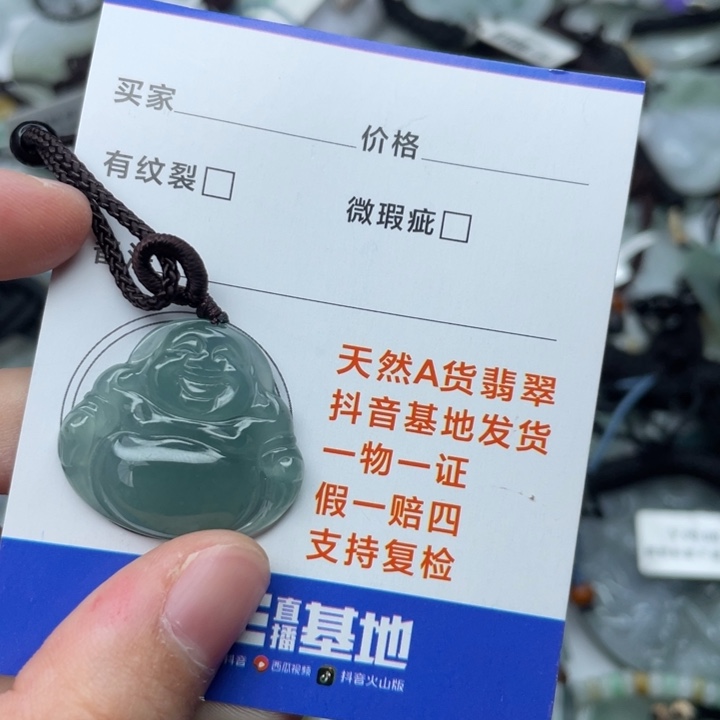 买家 价格
有纹裂 微瑕疵
天然A货翡翠
抖音基地发货
一物一证
假一赔四
支持复检
直播基地
抖音 西瓜视频 抖音火山版